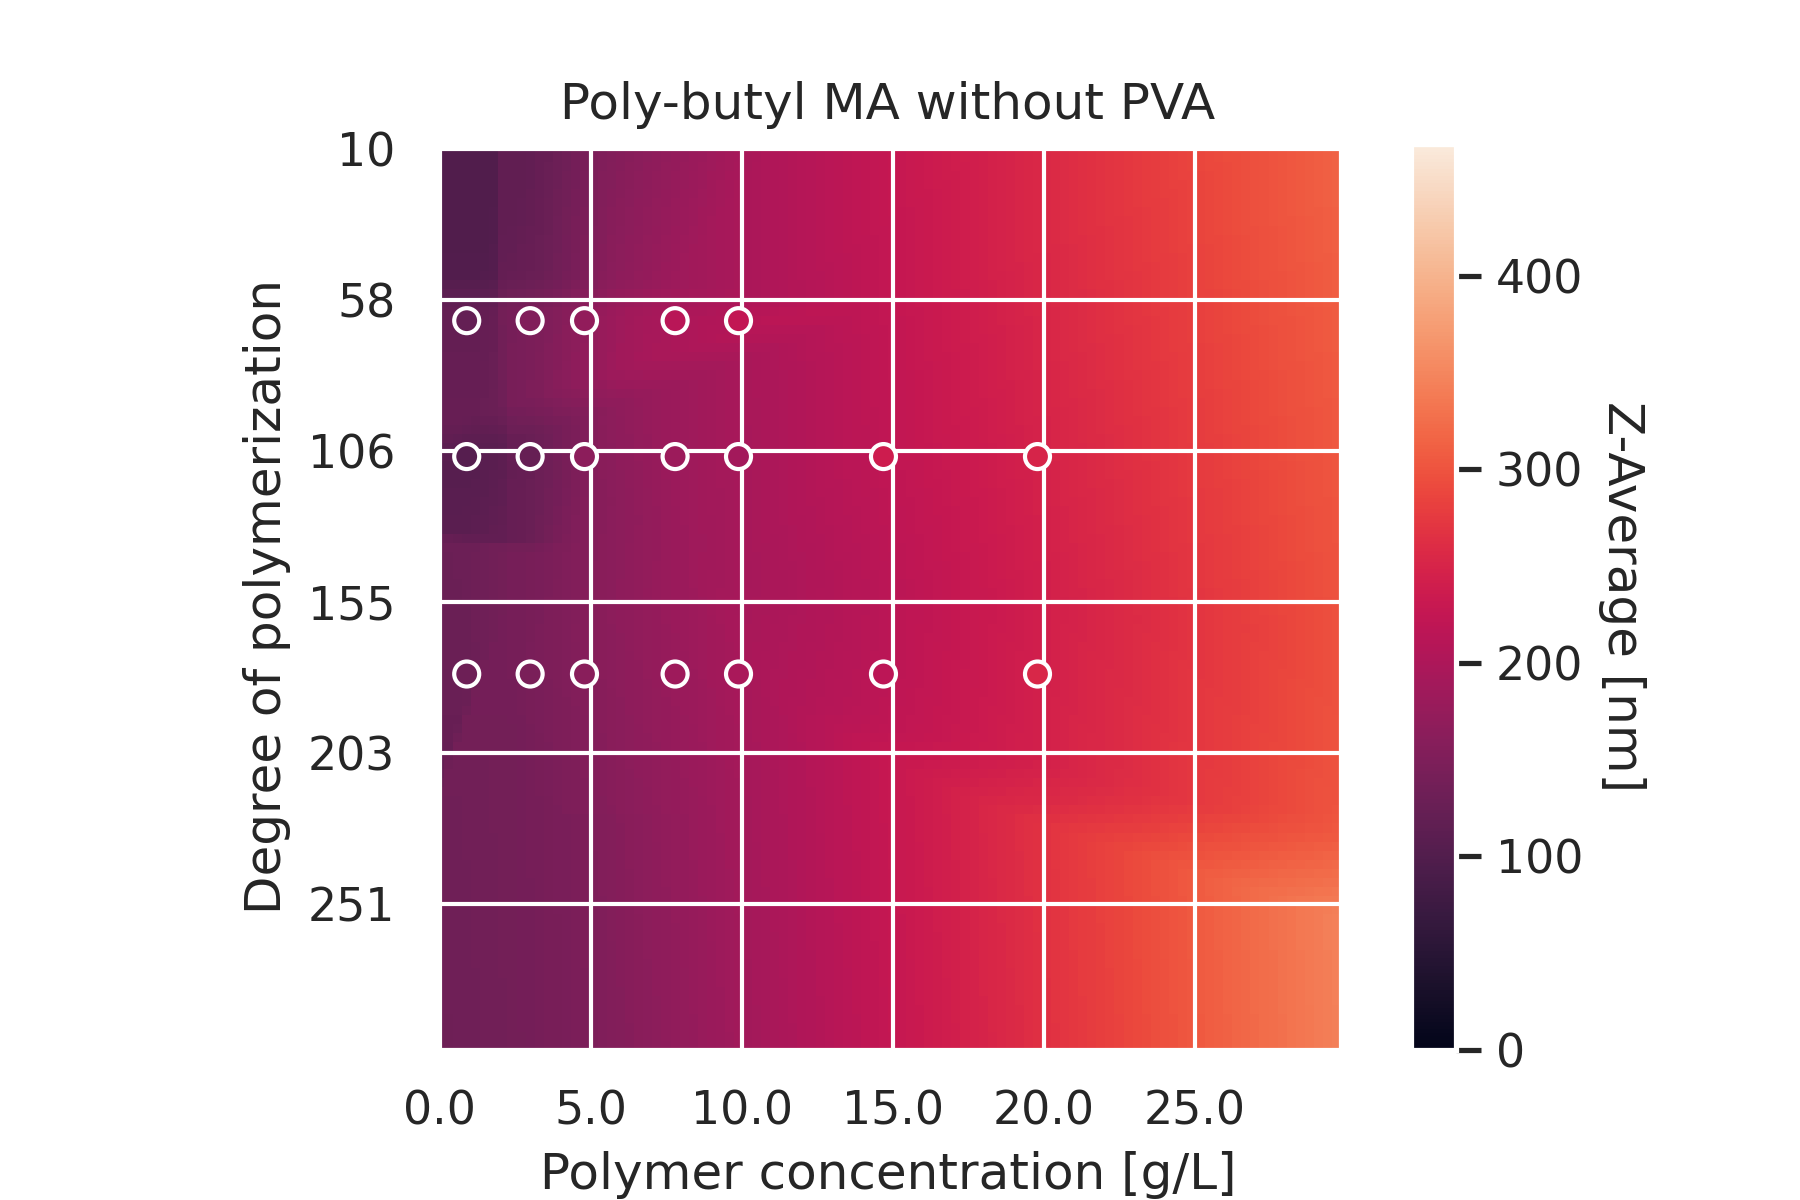 Poly-butyl MA without PVA
10
58
106
155
203
251
Degree of polymerization
0.0 5.0 10.0 15.0 20.0 25.0
Polymer concentration [g/L]
400
300
200
100
0
Z-Average [nm]